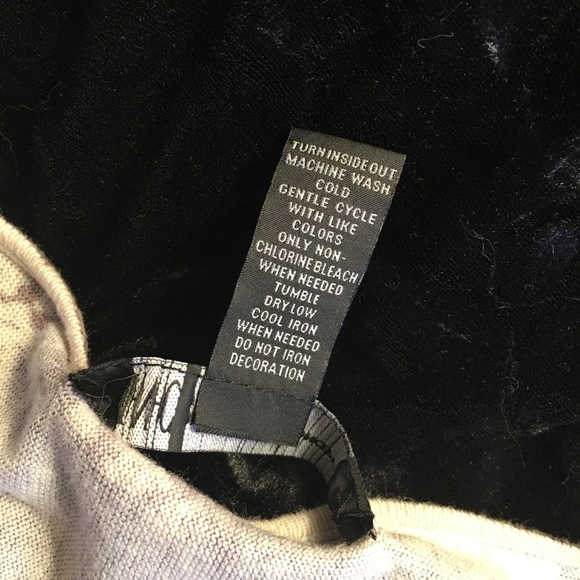 TURN INSIDE OUT
MACHINE WASH
COLD
GENTLE CYCLE
WITH LIKE
COLORS
ONLY NON-
CHLORINE BLEACH
WHEN NEEDED
TUMBLE
DRY LOW
COOL IRON
WHEN NEEDED
DO NOT IRON
DECORATION